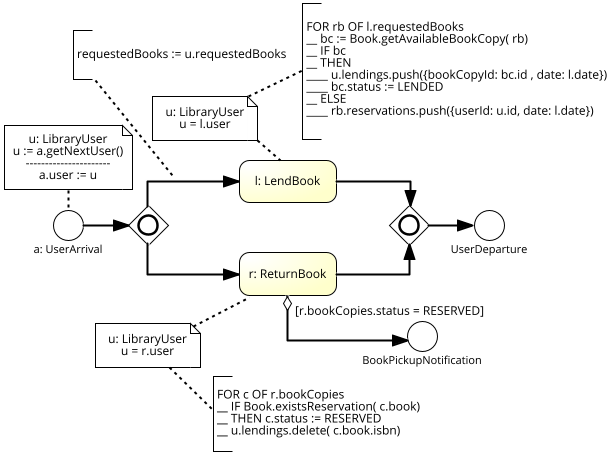 requestedBooks := u.requestedBooks
FOR rb OF l.requestedBooks
__ bc := Book.getAvailableBookCopy( rb)
__ IF bc
__ THEN
____ u.lendings.push({bookCopyId: bc.id , date: l.date})
____ bc.status := LENDED
__ ELSE
____ rb.reservations.push({userId: u.id, date: l.date})
u: LibraryUser
u = l.user
u: LibraryUser
u := a.getNextUser()
----------------------
a.user := u
l: LendBook
a: UserArrival
UserDeparture
r: ReturnBook
[r.bookCopies.status = RESERVED]
BookPickupNotification
u: LibraryUser
u = r.user
FOR c OF r.bookCopies
__ IF Book.existsReservation( c.book)
__ THEN c.status := RESERVED
__ u.lendings.delete( c.book.isbn)